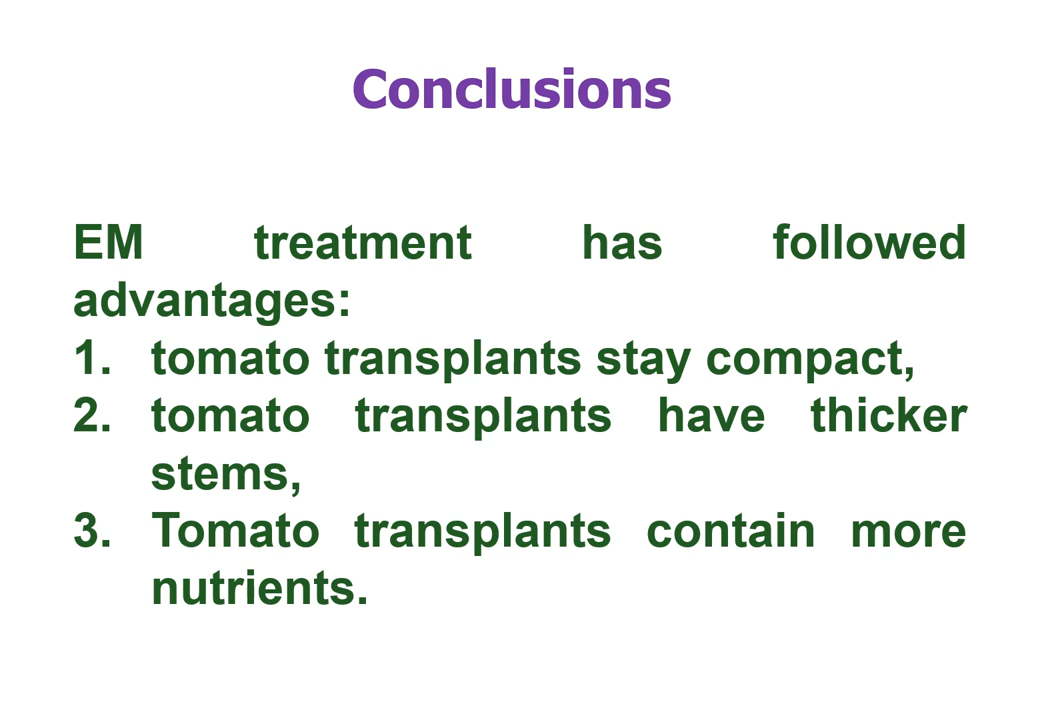 Conclusions
EM treatment has followed
advantages:
1. tomato transplants stay compact,
2. tomato transplants have thicker
stems,
3. Tomato transplants contain more
nutrients.